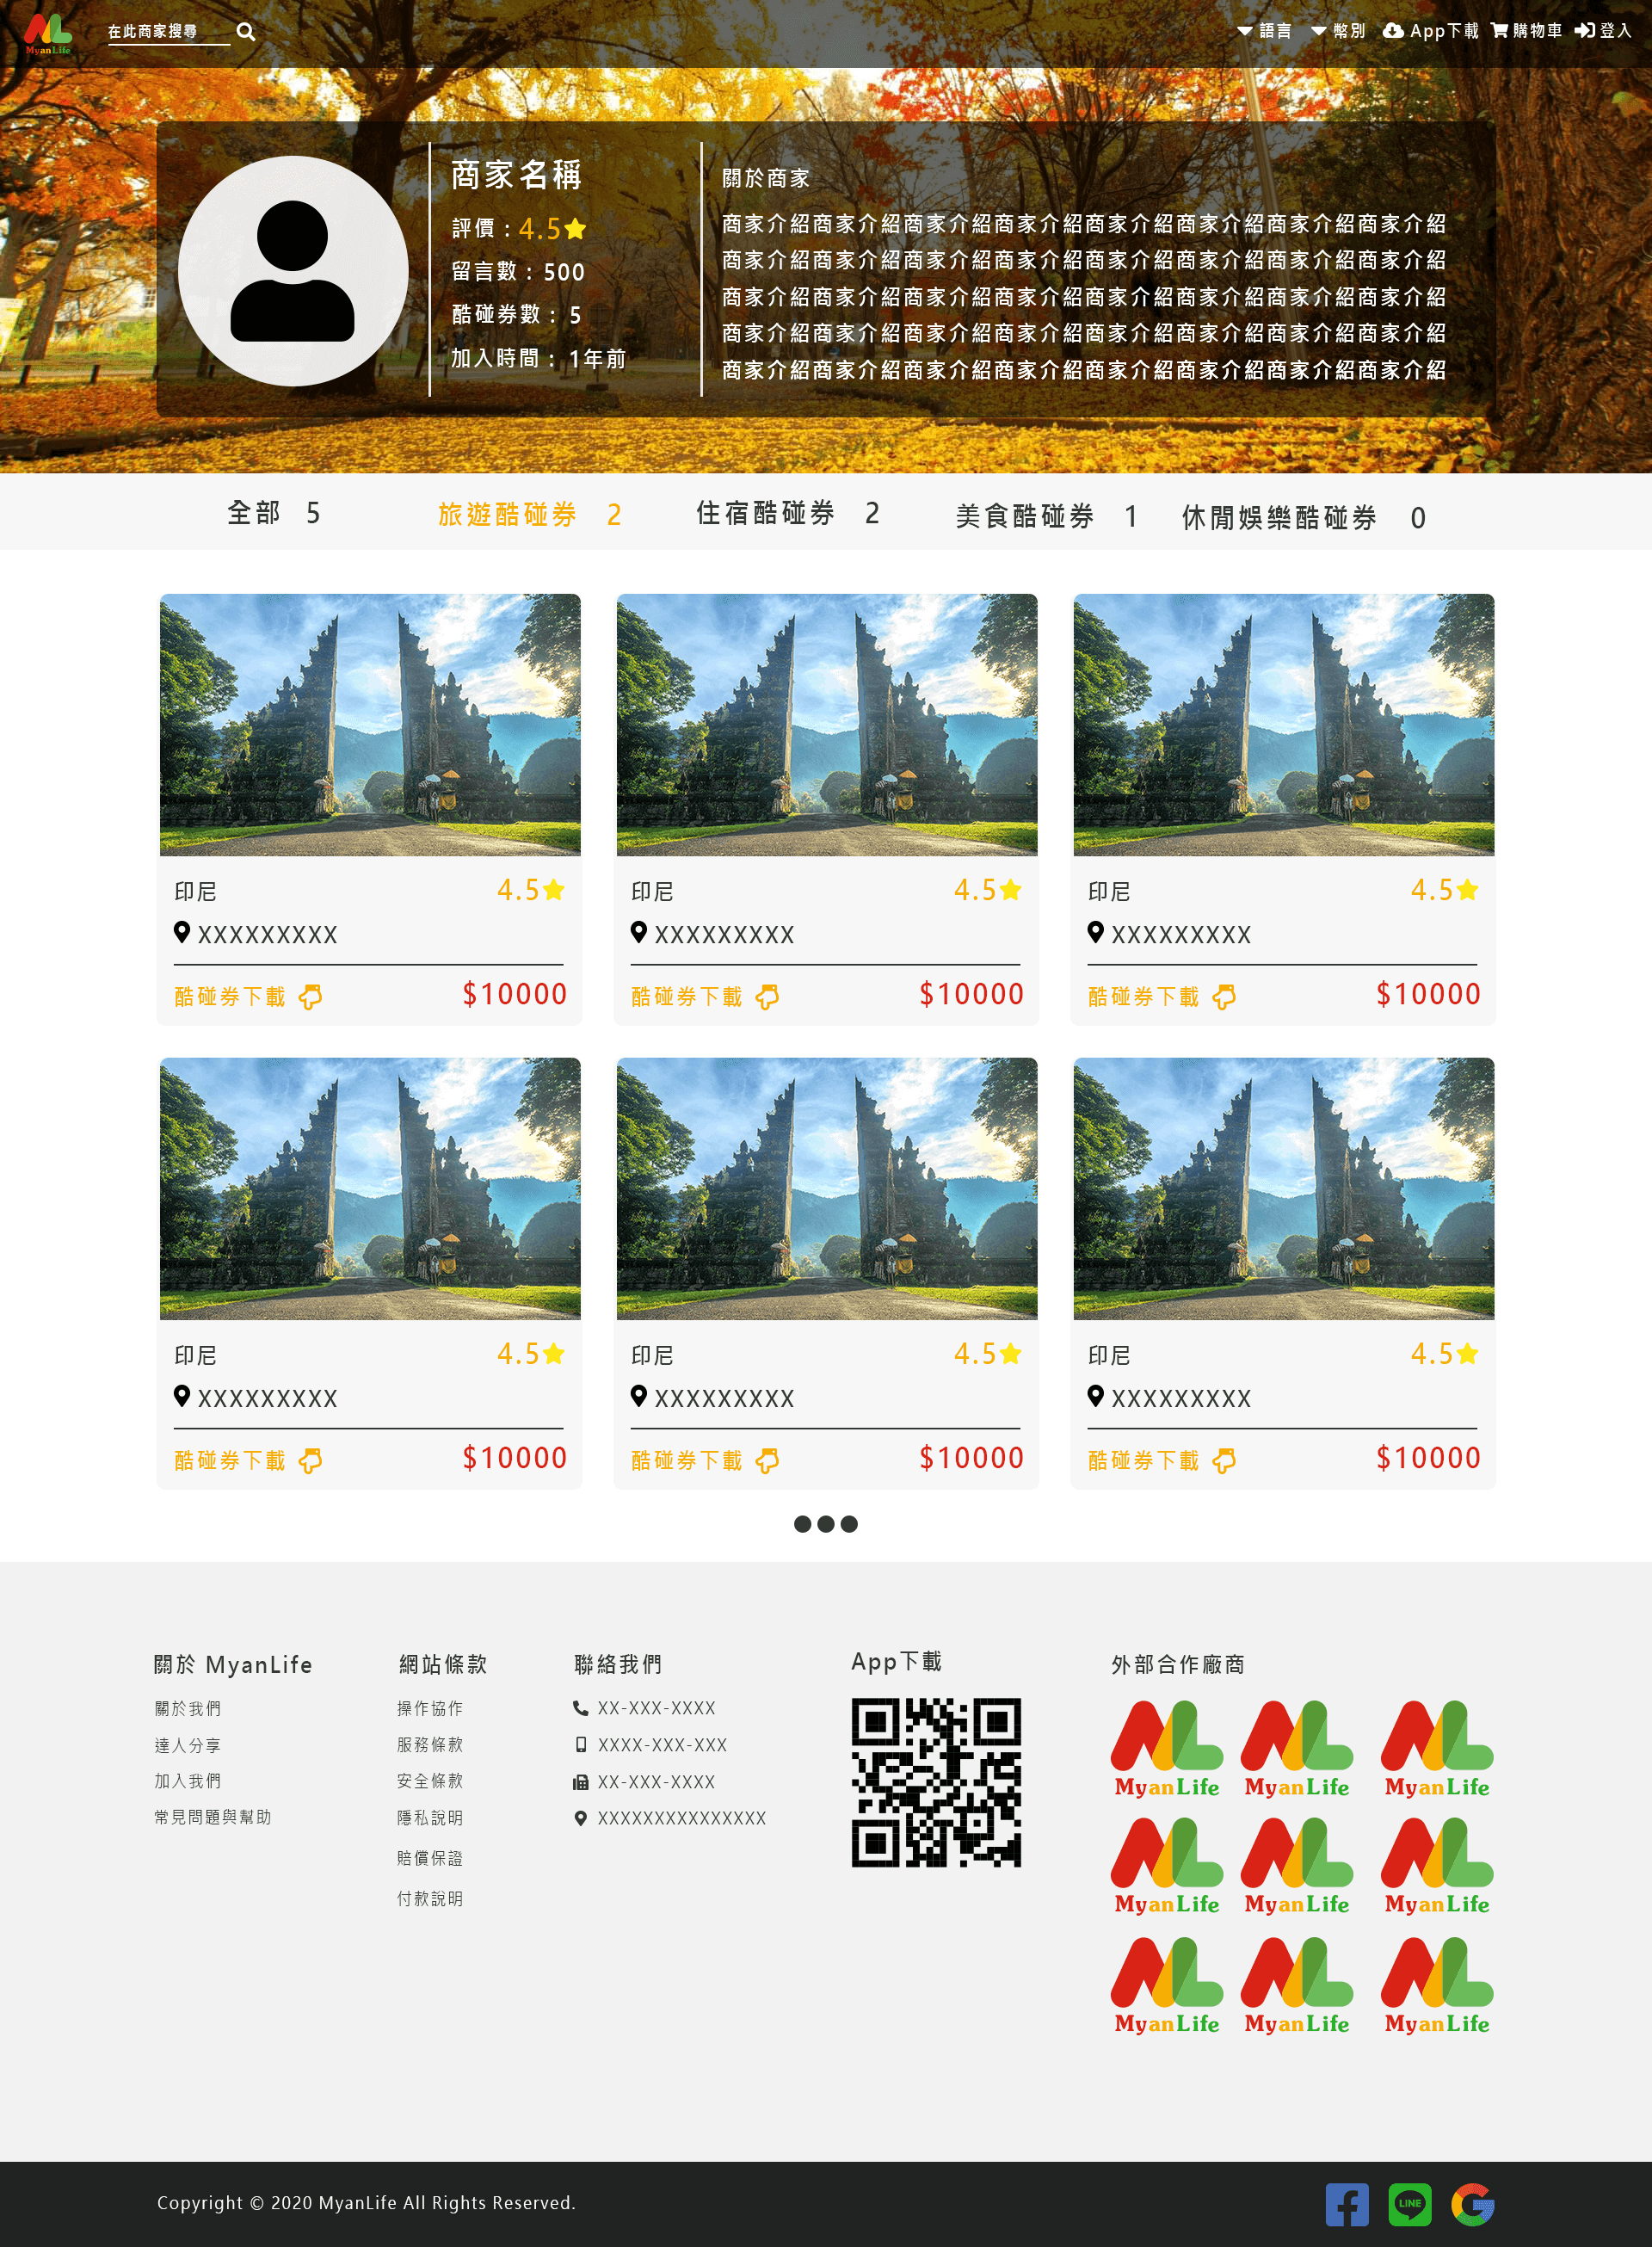 MyanLife
在此商家搜尋
語言 幣別 App下載 購物車 登入
商家名稱
評價：4.5
留言數：500
酷碰券數： 5
加入時間： 1年前
關於商家
商家介紹商家介紹商家介紹商家介紹商家介紹商家介紹商家介紹商家介紹
商家介紹商家介紹商家介紹商家介紹商家介紹商家介紹商家介紹商家介紹
商家介紹商家介紹商家介紹商家介紹商家介紹商家介紹商家介紹商家介紹
商家介紹商家介紹商家介紹商家介紹商家介紹商家介紹商家介紹商家介紹
商家介紹商家介紹商家介紹商家介紹商家介紹商家介紹商家介紹商家介紹
全部 5 旅遊酷碰券 2 住宿酷碰券 2 美食酷碰券 1 休閒娛樂酷碰券 0
印尼 4.5
XXXXXXXXX
酷碰券下載 $10000
印尼 4.5
XXXXXXXXX
酷碰券下載 $10000
印尼 4.5
XXXXXXXXX
酷碰券下載 $10000
印尼 4.5
XXXXXXXXX
酷碰券下載 $10000
印尼 4.5
XXXXXXXXX
酷碰券下載 $10000
印尼 4.5
XXXXXXXXX
酷碰券下載 $10000
關於 MyanLife
關於我們
達人分享
加入我們
常見問題與幫助
網站條款
操作協作
服務條款
安全條款
隱私說明
賠償保證
付款說明
聯絡我們
XX-XXX-XXXX
XXXX-XXX-XXX
XX-XXX-XXXX
XXXXXXXXXXXXXXX
App下載
外部合作廠商
MyanLife MyanLife MyanLife
MyanLife MyanLife MyanLife
MyanLife MyanLife MyanLife
Copyright © 2020 MyanLife All Rights Reserved.
LINE